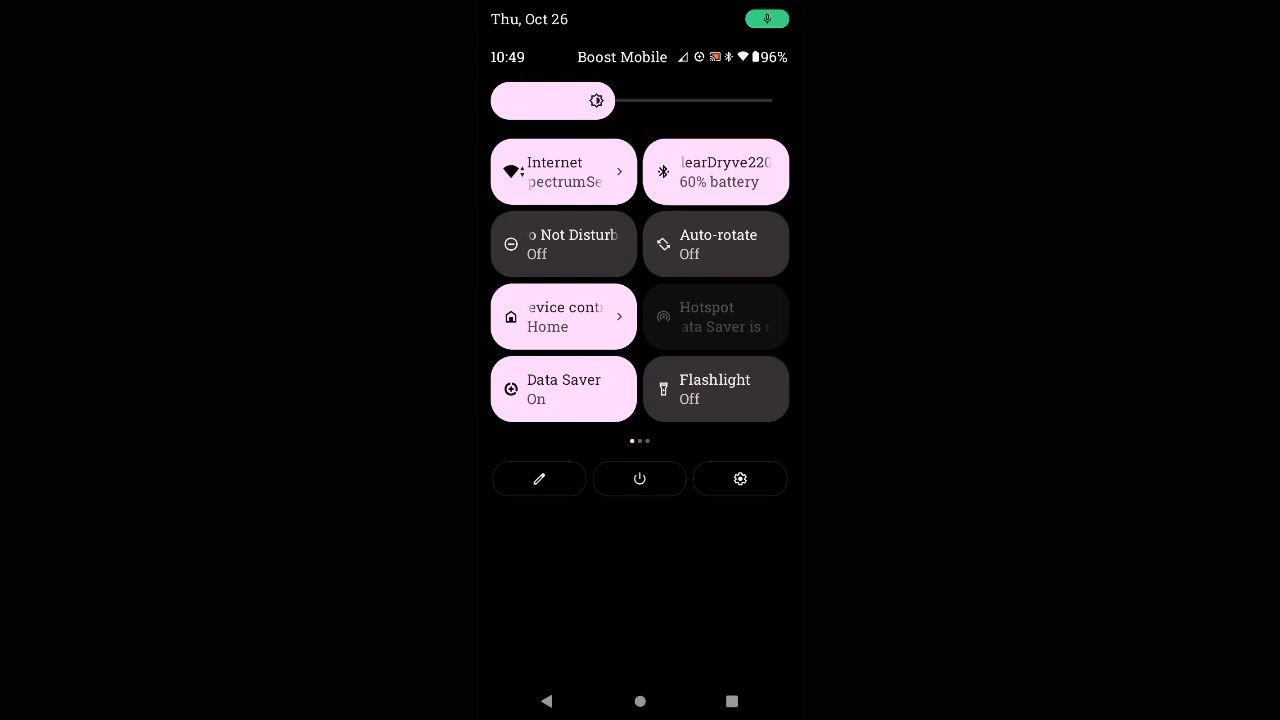 Thu, Oct 26
10:49 Boost Mobile 96%
Internet
pectrumSe
learDryve220
60% battery
o Not Disturb
Off
Auto-rotate
Off
evice cont
Home
Hotspot
ata Saver is
Data Saver
On
Flashlight
Off